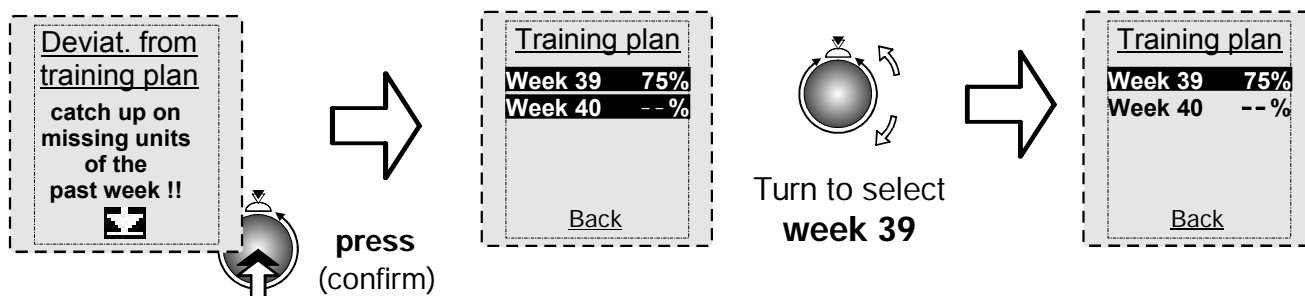 Deviat. from
training plan
catch up on
missing units
of the
past week !!
press
(confirm)
Training plan
Week 39 75%
Week 40 --%
Back
Turn to select
week 39
Training plan
Week 39 75%
Week 40 --%
Back